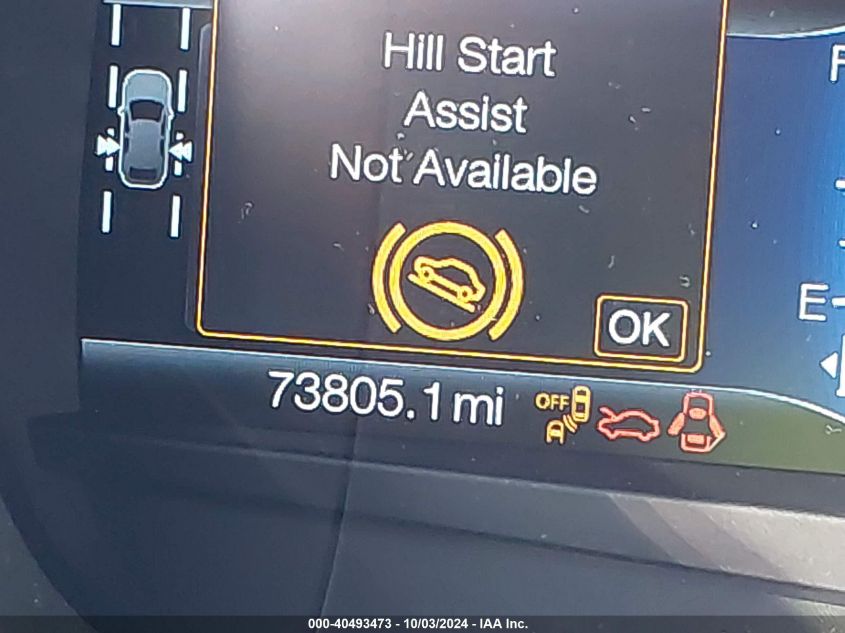 Hill Start
Assist
Not Available
OK
E
73805.1 mi
OFF
000-40493473 - 10/03/2024 - IAA Inc.